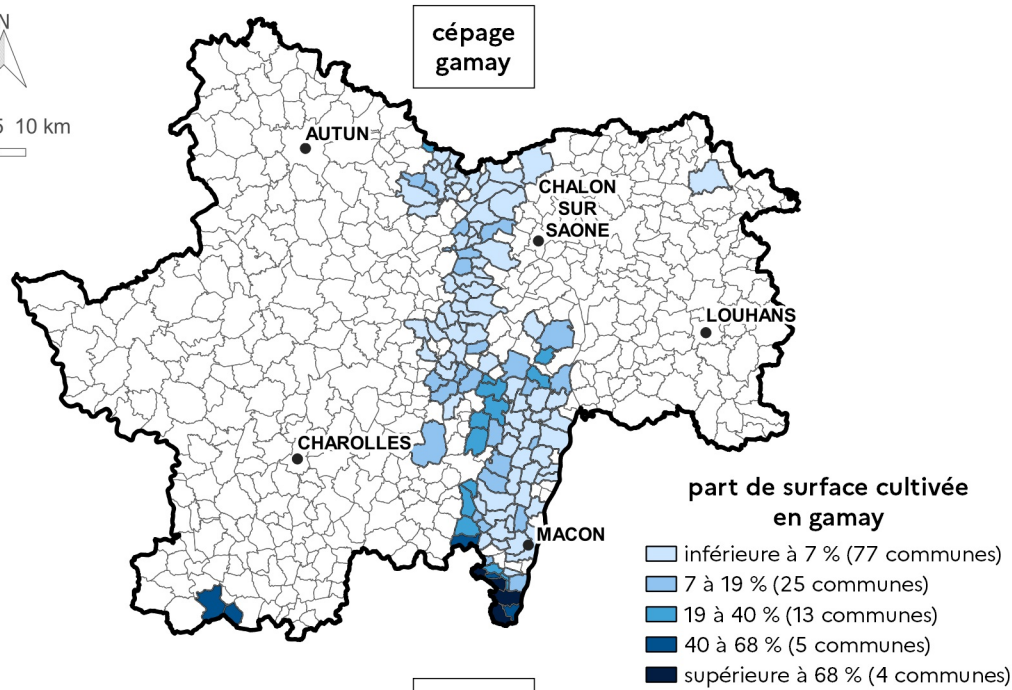 cépage
gamay
N
5 10 km
AUTUN
CHALON
SUR
SAONE
LOUHANS
CHAROLLES
MACON
part de surface cultivée
en gamay
inférieure à 7 % (77 communes)
7 à 19 % (25 communes)
19 à 40 % (13 communes)
40 à 68 % (5 communes)
supérieure à 68 % (4 communes)